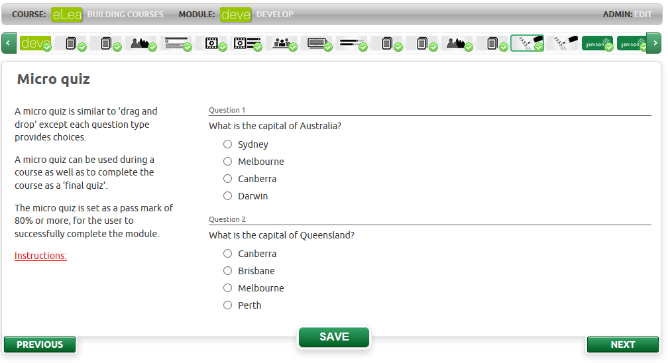 COURSE: eLea BUILDING COURSES MODULE: deve DEVELOP ADMIN: EDIT
deve
Micro quiz
A micro quiz is similar to 'drag and
drop' except each question type
provides choices.
A micro quiz can be used during a
course as well as to complete the
course as a 'final quiz'.
The micro quiz is set as a pass mark of
80% or more, for the user to
successfully complete the module.
Instructions:
Question 1
What is the capital of Australia?
Sydney
Melbourne
Canberra
Darwin
Question 2
What is the capital of Queensland?
Canberra
Brisbane
Melbourne
Perth
PREVIOUS SAVE NEXT